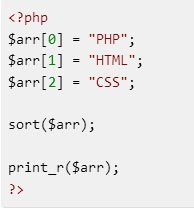 <?php
$arr[0] = "PHP";
$arr[1] = "HTML";
$arr[2] = "CSS";
sort($arr);
print_r($arr);
?>